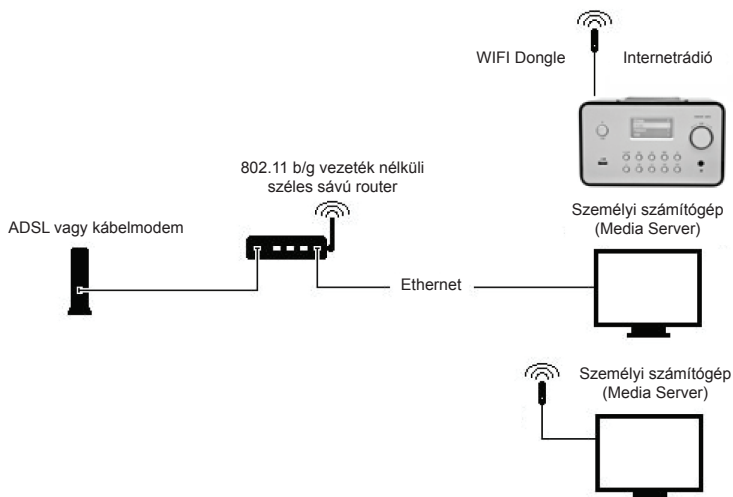 WIFI Dongle
Internetrádió
802.11 b/g vezeték nélküli
széles sávú router
ADSL vagy kábelmodem
Személyi számítógép
(Media Server)
Ethernet
Személyi számítógép
(Media Server)